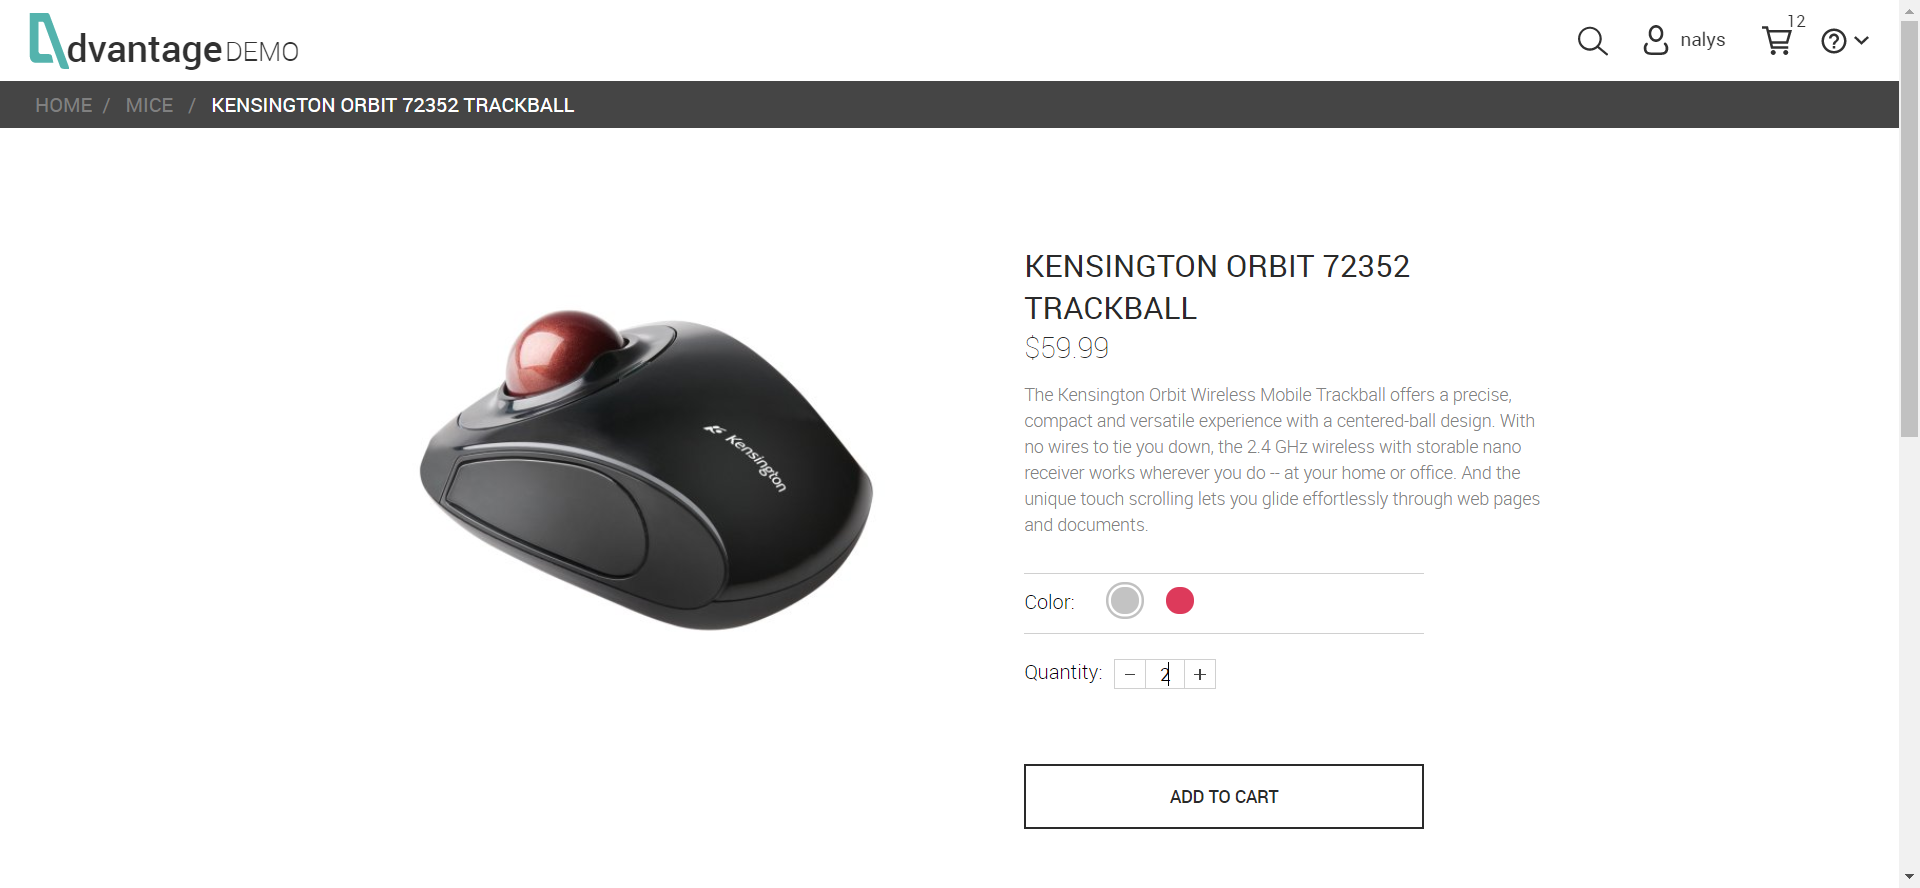 dvantage DEMO
nalys
12
HOME / MICE / KENSINGTON ORBIT 72352 TRACKBALL
KENSINGTON ORBIT 72352
TRACKBALL
$59.99
The Kensington Orbit Wireless Mobile Trackball offers a precise,
compact and versatile experience with a centered-ball design. With
no wires to tie you down, the 2.4 GHz wireless with storable nano
receiver works wherever you do -- at your home or office. And the
unique touch scrolling lets you glide effortlessly through web pages
and documents.
Kensington
Color:
Quantity: − 2 +
ADD TO CART